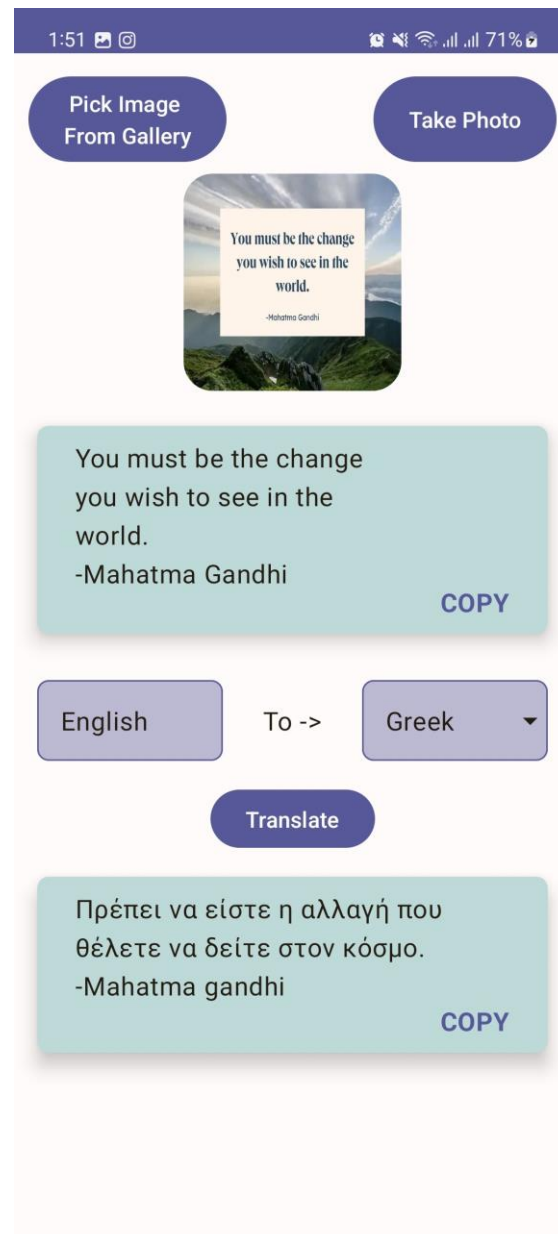 1:51
71%
Pick Image
From Gallery
Take Photo
You must be the change
you wish to see in the
world.
-Mahatma Gandhi
You must be the change
you wish to see in the
world.
-Mahatma Gandhi
COPY
English
To ->
Greek
Translate
Πρέπει να είστε η αλλαγή που
θέλετε να δείτε στον κόσμο.
-Mahatma gandhi
COPY